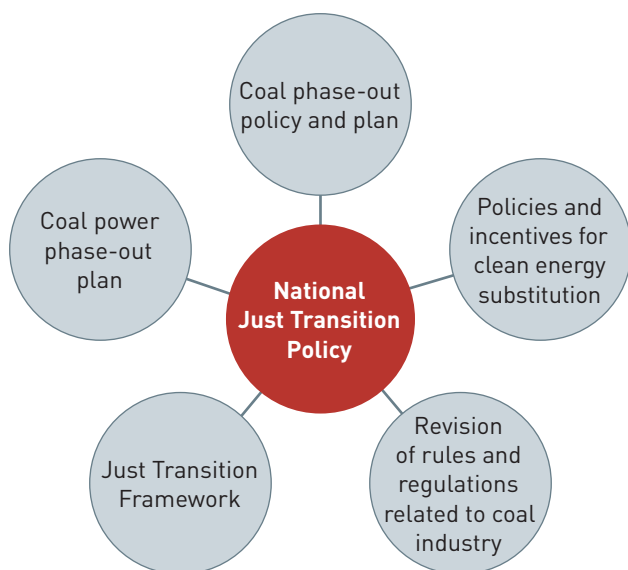 Coal phase-out
policy and plan
Coal power
phase-out
plan
Policies and
incentives for
clean energy
substitution
National
Just Transition
Policy
Just Transition
Framework
Revision
of rules and
regulations
related to coal
industry